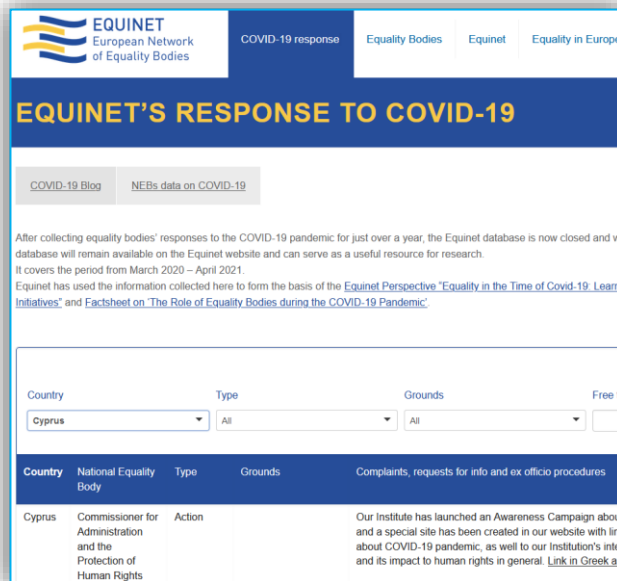 EQUINET
European Network
of Equality Bodies
COVID-19 response
Equality Bodies
Equinet
Equality in Europe
EQUINET'S RESPONSE TO COVID-19
COVID-19 Blog
NEBs data on COVID-19
After collecting equality bodies' responses to the COVID-19 pandemic for just over a year, the Equinet database is now closed and
database will remain available on the Equinet website and can serve as a useful resource for research.
It covers the period from March 2020 – April 2021.
Equinet has used the information collected here to form the basis of the Equinet Perspective "Equality in the Time of Covid-19: Learn
Initiatives" and Factsheet on 'The Role of Equality Bodies during the COVID-19 Pandemic'.
Country
Type
Grounds
Free
Cyprus
All
All
Country
National Equality
Body
Type
Grounds
Complaints, requests for info and ex officio procedures
Cyprus
Commissioner for
Administration
and the
Protection of
Human Rights
Action
Our Institute has launched an Awareness Campaign abou
and a special site has been created in our website with lin
about COVID-19 pandemic, as well to our Institution's inte
and its impact to human rights in general. Link in Greek a